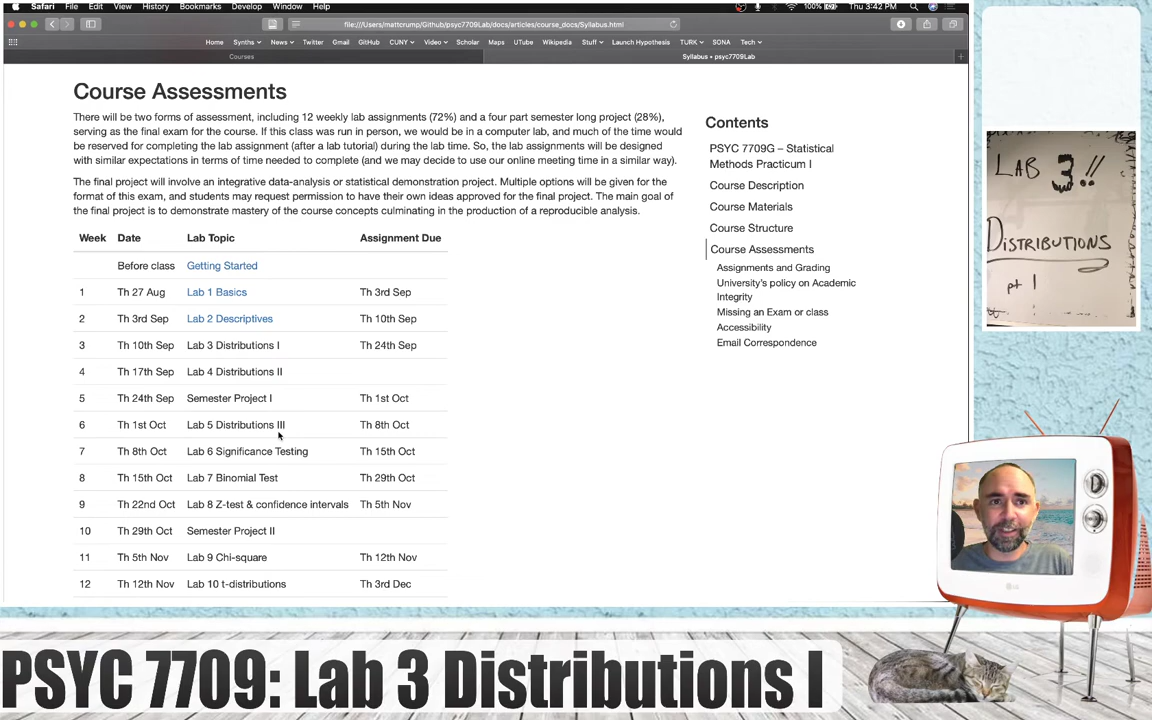 Safari File Edit View History Bookmarks Develop Window Help
100% Thu 3:42 PM
file:///Users/mattcrump/Github/psyc7709Lab/docs/articles/course_docs/Syllabus.html
Home Synths News Twitter Gmail GitHub CUNY Video Scholar Maps UTube Wikipedia Stuff Launch Hypothesis TURK SONA Tech
Courses Syllabus • psyc7709Lab
Course Assessments
There will be two forms of assessment, including 12 weekly lab assignments (72%) and a four part semester long project (28%),
serving as the final exam for the course. If this class was run in person, we would be in a computer lab, and much of the time would
be reserved for completing the lab assignment (after a lab tutorial) during the lab time. So, the lab assignments will be designed
with similar expectations in terms of time needed to complete (and we may decide to use our online meeting time in a similar way).
The final project will involve an integrative data-analysis or statistical demonstration project. Multiple options will be given for the
format of this exam, and students may request permission to have their own ideas approved for the final project. The main goal of
the final project is to demonstrate mastery of the course concepts culminating in the production of a reproducible analysis.
Week Date Lab Topic Assignment Due
Before class Getting Started
1 Th 27 Aug Lab 1 Basics Th 3rd Sep
2 Th 3rd Sep Lab 2 Descriptives Th 10th Sep
3 Th 10th Sep Lab 3 Distributions I Th 24th Sep
4 Th 17th Sep Lab 4 Distributions II
5 Th 24th Sep Semester Project I Th 1st Oct
6 Th 1st Oct Lab 5 Distributions III Th 8th Oct
7 Th 8th Oct Lab 6 Significance Testing Th 15th Oct
8 Th 15th Oct Lab 7 Binomial Test Th 29th Oct
9 Th 22nd Oct Lab 8 Z-test & confidence intervals Th 5th Nov
10 Th 29th Oct Semester Project II
11 Th 5th Nov Lab 9 Chi-square Th 12th Nov
12 Th 12th Nov Lab 10 t-distributions Th 3rd Dec
Contents
PSYC 7709G – Statistical
Methods Practicum I
Course Description
Course Materials
Course Structure
Course Assessments
Assignments and Grading
University's policy on Academic
Integrity
Missing an Exam or class
Accessibility
Email Correspondence
LAB 3!!
DISTRIBUTIONS
pt 1
LG
PSYC 7709: Lab 3 Distributions I